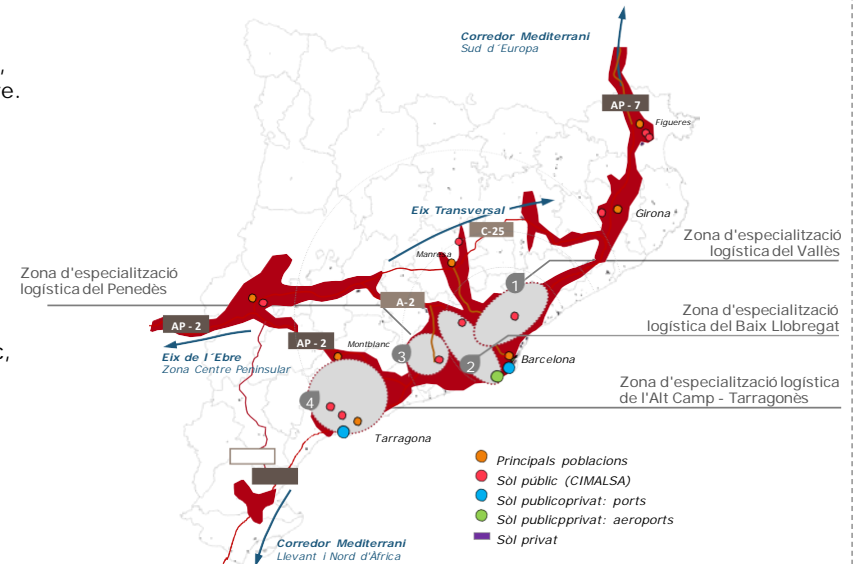 ,
e.
Corredor Mediterrani
Sud d´Europa
AP - 7
Figueres
Girona
Eix Transversal
C-25
Manresa
Zona d'especialització
logística del Vallès
Zona d'especialització
logística del Penedès
1
A-2
AP - 2
Zona d'especialització
logística del Baix Llobregat
AP - 2
Montblanc
Eix de l´Ebre
Zona Centre Peninsular
3
2
Barcelona
Zona d'especialització logística
de l'Alt Camp - Tarragonès
4
Tarragona
Principals poblacions
Sòl públic (CIMALSA)
Sòl publicoprivat: ports
Sòl publicpprivat: aeroports
Sòl privat
Corredor Mediterrani
Llevant i Nord d'Àfrica